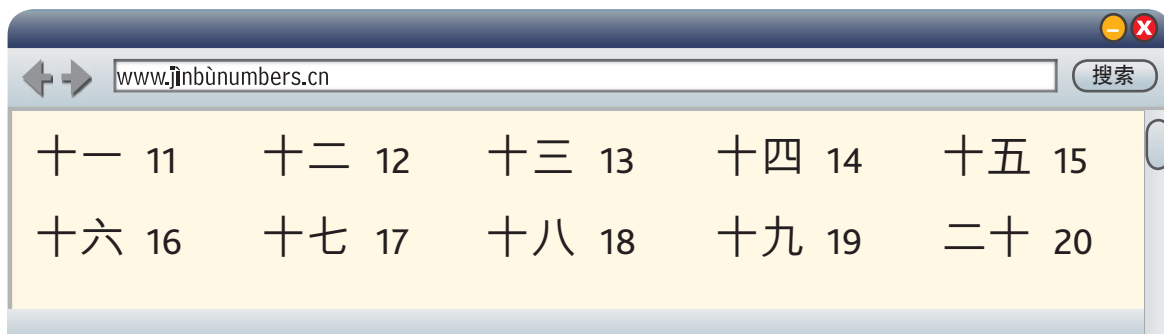 www.jìnbùnumbers.cn 搜索
十一 11 十二 12 十三 13 十四 14 十五 15
十六 16 十七 17 十八 18 十九 19 二十 20